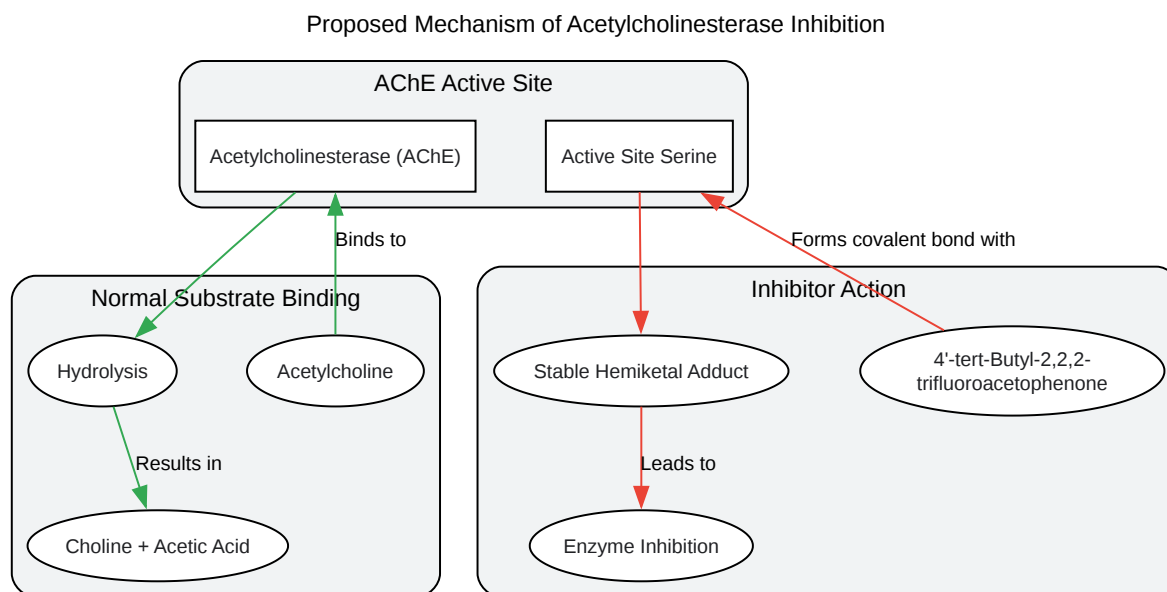 Proposed Mechanism of Acetylcholinesterase Inhibition
AChE Active Site
Acetylcholinesterase (AChE)
Active Site Serine
Binds to
Forms covalent bond with
Normal Substrate Binding
Inhibitor Action
Hydrolysis
Acetylcholine
Stable Hemiketal Adduct
4'-tert-Butyl-2,2,2-
trifluoroacetophenone
Results in
Leads to
Choline + Acetic Acid
Enzyme Inhibition